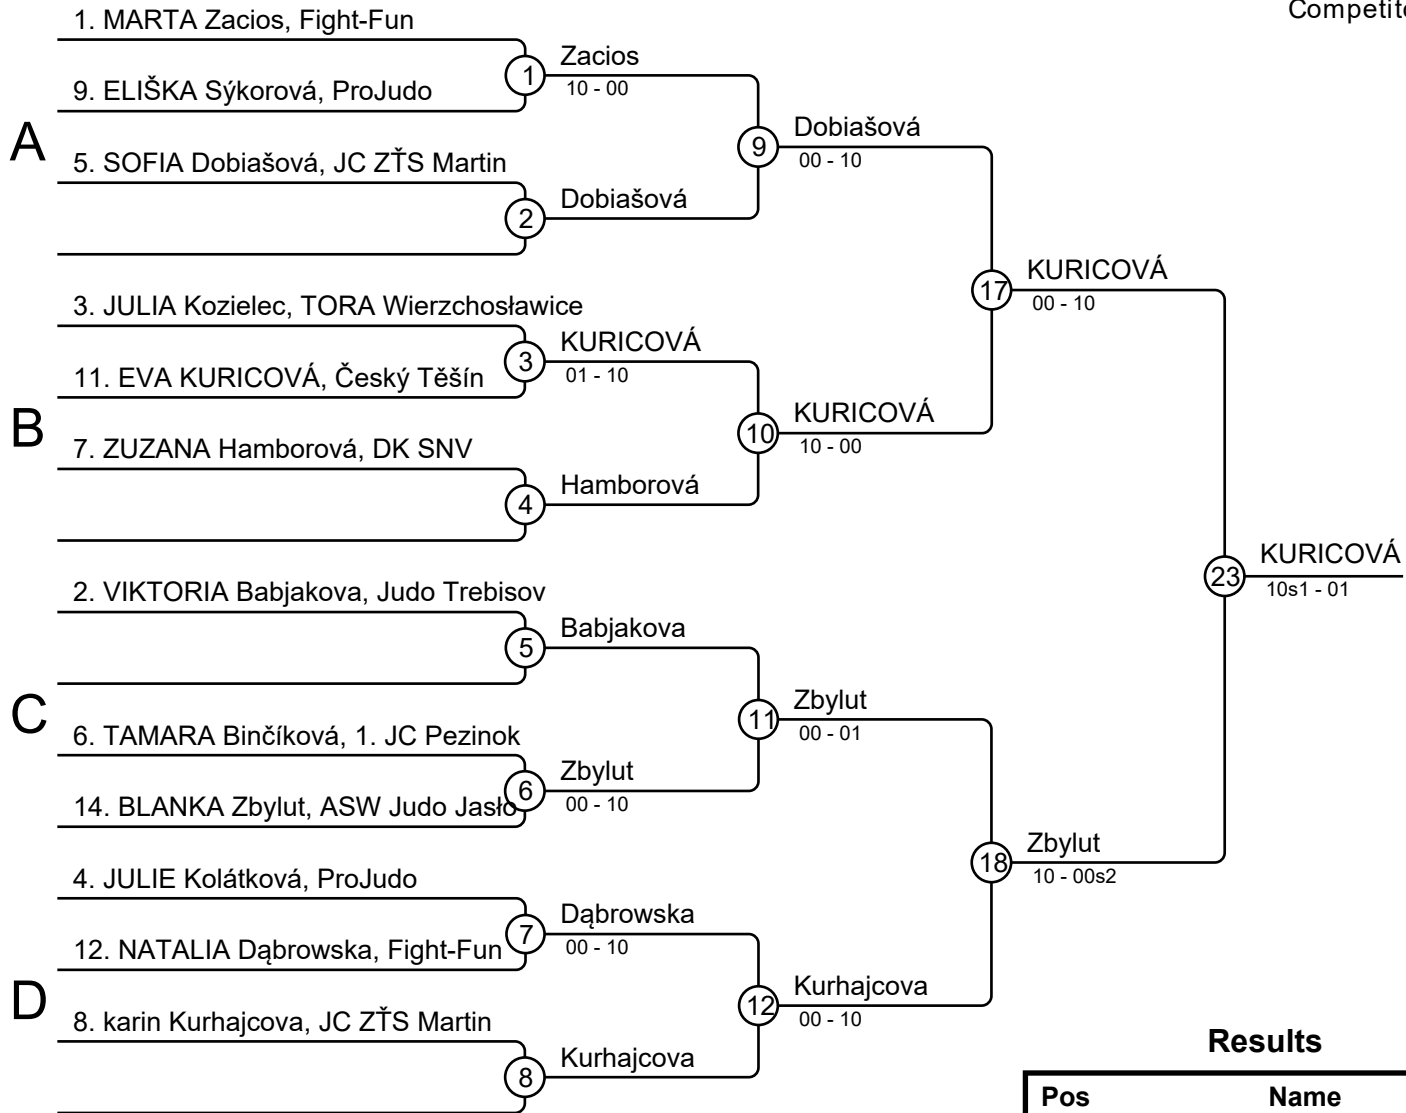 Competito
1. MARTA Zacios, Fight-Fun
Zacios
1
10 - 00
9. ELIŠKA Sýkorová, ProJudo
A
Dobiašová
9
00 - 10
5. SOFIA Dobiašová, JC ZŤS Martin
Dobiašová
2
KURICOVÁ
17
00 - 10
3. JULIA Kozielec, TORA Wierzchosławice
KURICOVÁ
3
01 - 10
11. EVA KURICOVÁ, Český Těšín
B
KURICOVÁ
10
10 - 00
7. ZUZANA Hamborová, DK SNV
Hamborová
4
KURICOVÁ
23
10s1 - 01
2. VIKTORIA Babjakova, Judo Trebisov
Babjakova
5
C
Zbylut
11
00 - 01
6. TAMARA Binčíková, 1. JC Pezinok
Zbylut
6
00 - 10
14. BLANKA Zbylut, ASW Judo Jasło
Zbylut
18
10 - 00s2
4. JULIE Kolátková, ProJudo
Dąbrowska
7
00 - 10
12. NATALIA Dąbrowska, Fight-Fun
D
Kurhajcova
12
00 - 10
8. karin Kurhajcova, JC ZŤS Martin
Kurhajcova
8
Results
Pos Name